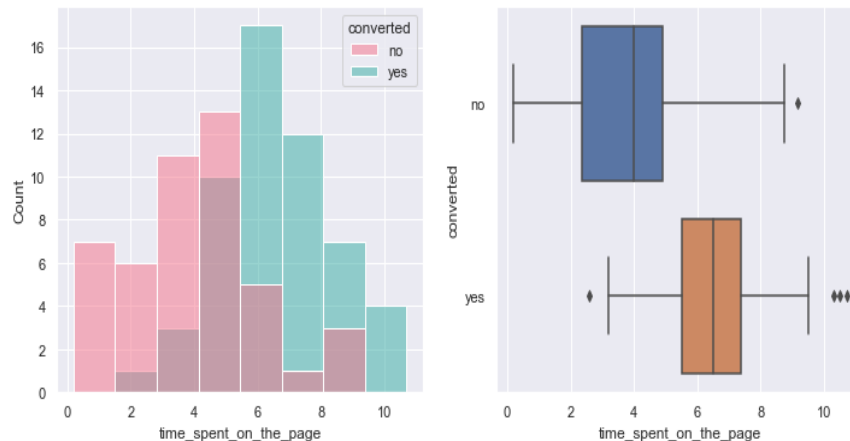 converted
no
yes
16
14
12
10
8
6
4
2
0
Count
0 2 4 6 8 10
time_spent_on_the_page
no
yes
converted
0 2 4 6 8 10
time_spent_on_the_page